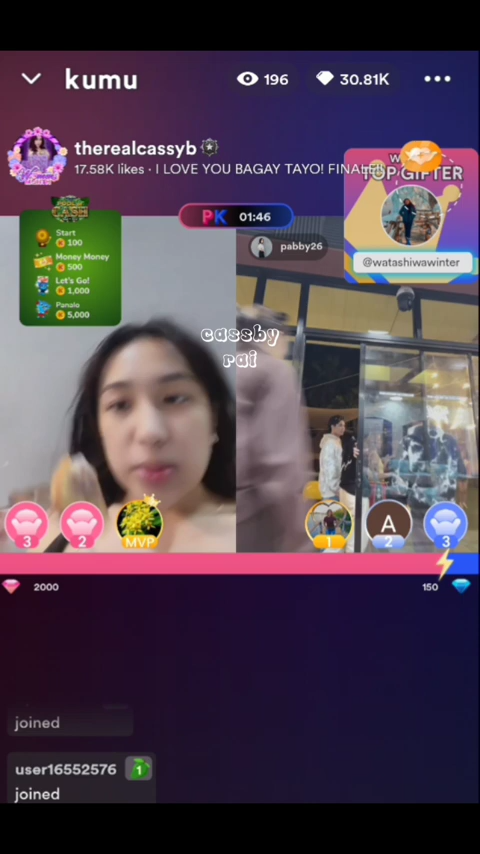 kumu
196
30.81K
therealcassyb
17.58K likes · I LOVE YOU BAGAY TAYO! FINALE!!
TOP GIFTER
@watashiwawinter
PK 01:46
pabby26
Start
100
Money Money
500
Let's Go!
1,000
Panalo
5,000
cassby
rai
3
2
MVP
1
A
2
3
2000
150
joined
user16552576 1
joined